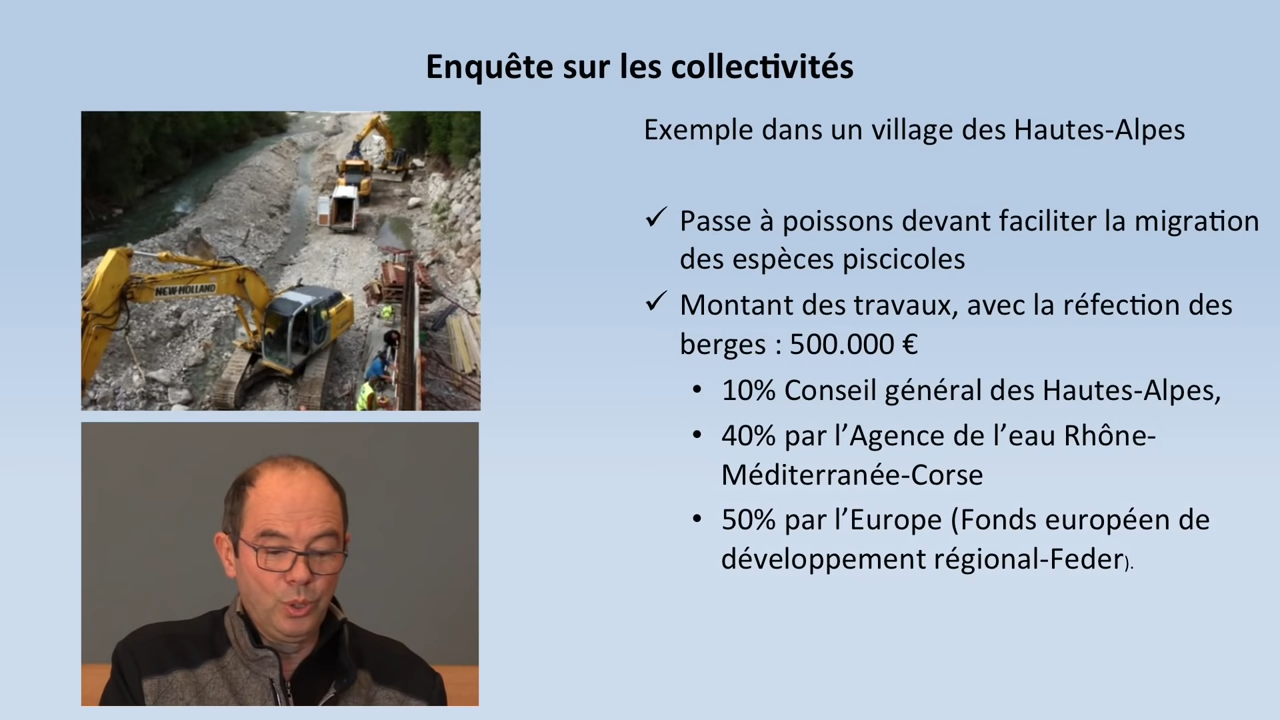 Enquête sur les collectivités
NEW-HOLLAND
Exemple dans un village des Hautes-Alpes
✓ Passe à poissons devant faciliter la migration
des espèces piscicoles
✓ Montant des travaux, avec la réfection des
berges : 500.000 €
• 10% Conseil général des Hautes-Alpes,
• 40% par l’Agence de l’eau Rhône-
Méditerranée-Corse
• 50% par l’Europe (Fonds européen de
développement régional-Feder).